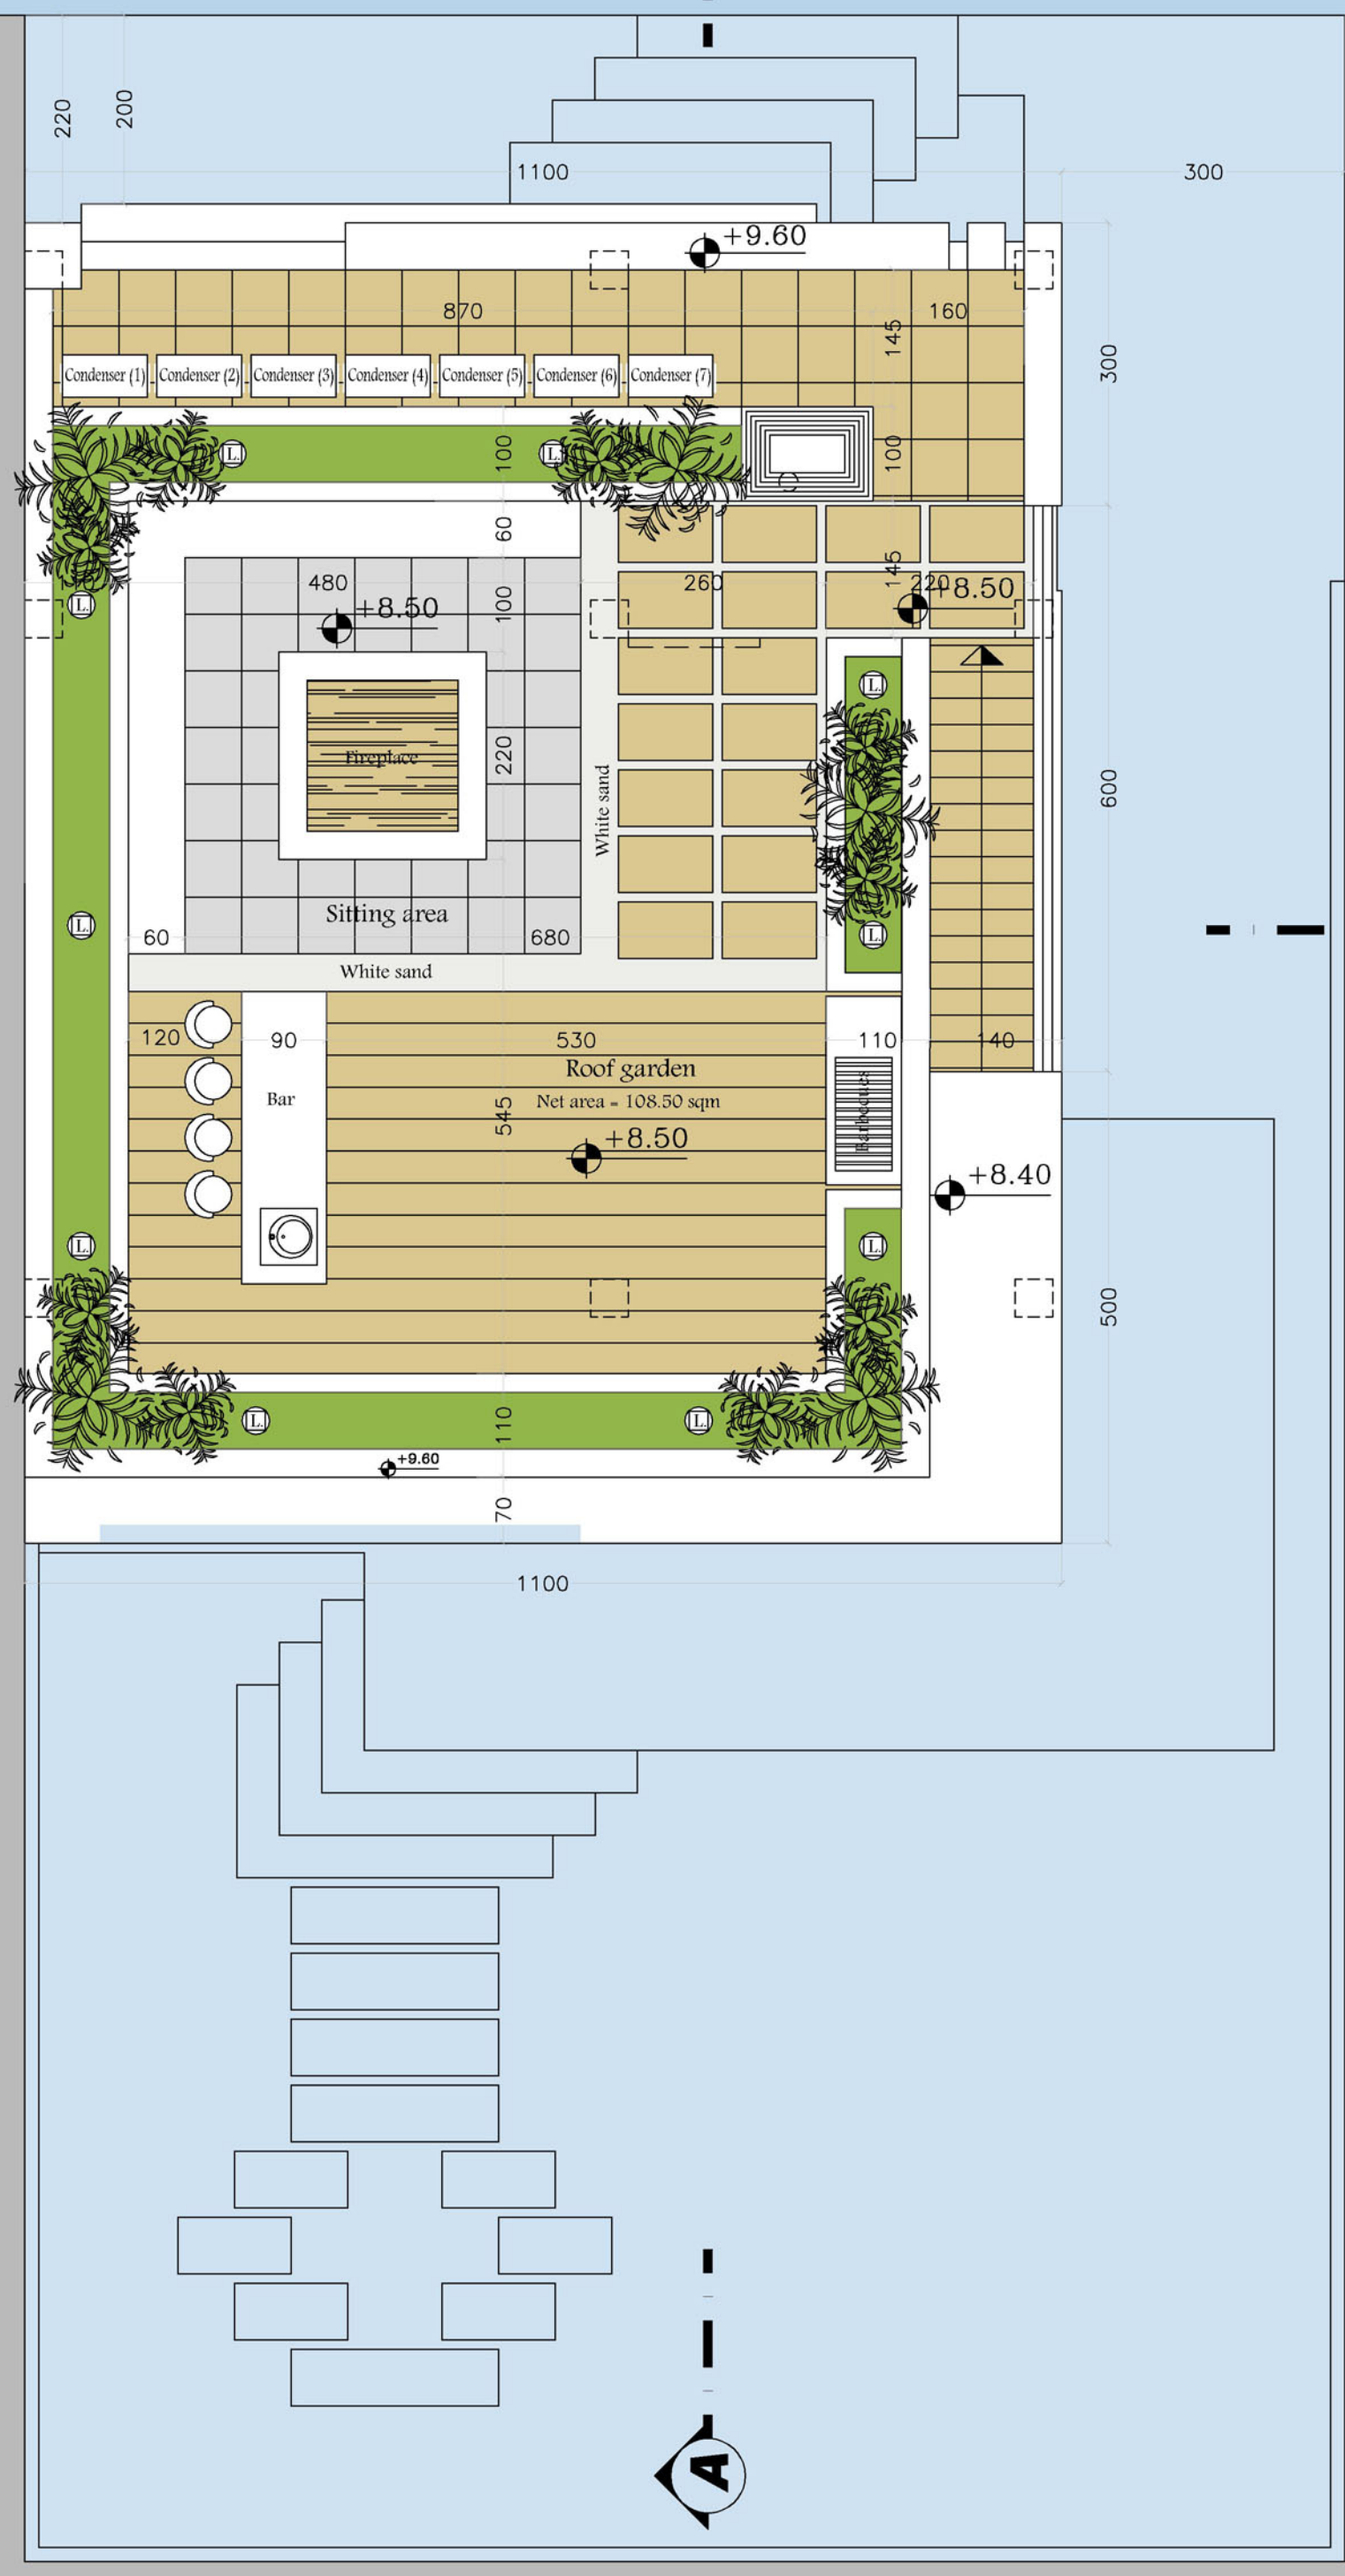 220
200
1100
300
+9.60
870
160
145
300
Condenser (1)
Condenser (2)
Condenser (3)
Condenser (4)
Condenser (5)
Condenser (6)
Condenser (7)
L.
L.
100
100
60
145
480
260
220
+8.50
+8.50
100
L.
L.
Fireplace
220
White sand
600
Sitting area
L.
L.
60
680
White sand
120
90
530
110
140
Roof garden
Bar
Net area = 108.50 sqm
545
Barbecues
+8.50
+8.40
L.
L.
500
L.
L.
110
+9.60
70
1100
A